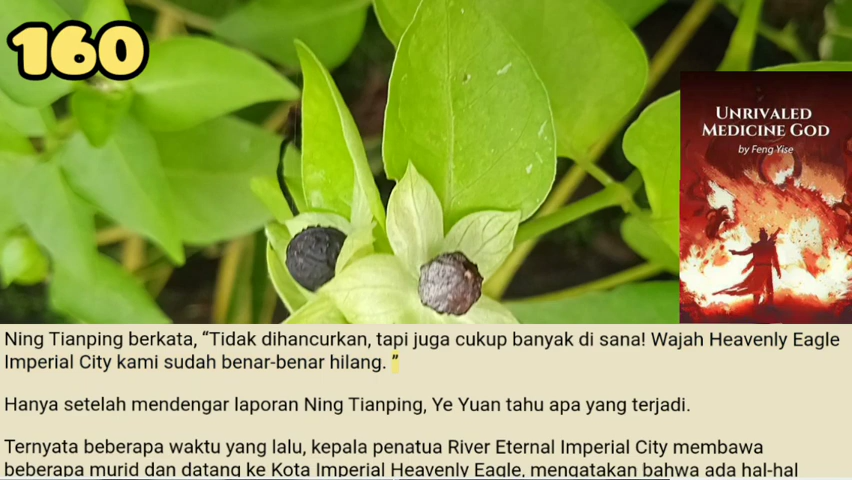 160
UNRIVALED
MEDICINE GOD
by Feng Yise
Ning Tianping berkata, “Tidak dihancurkan, tapi juga cukup banyak di sana! Wajah Heavenly Eagle
Imperial City kami sudah benar-benar hilang. ”
Hanya setelah mendengar laporan Ning Tianping, Ye Yuan tahu apa yang terjadi.
Ternyata beberapa waktu yang lalu, kepala penatua River Eternal Imperial City membawa
beberapa murid dan datang ke Kota Imperial Heavenly Eagle, mengatakan bahwa ada hal-hal